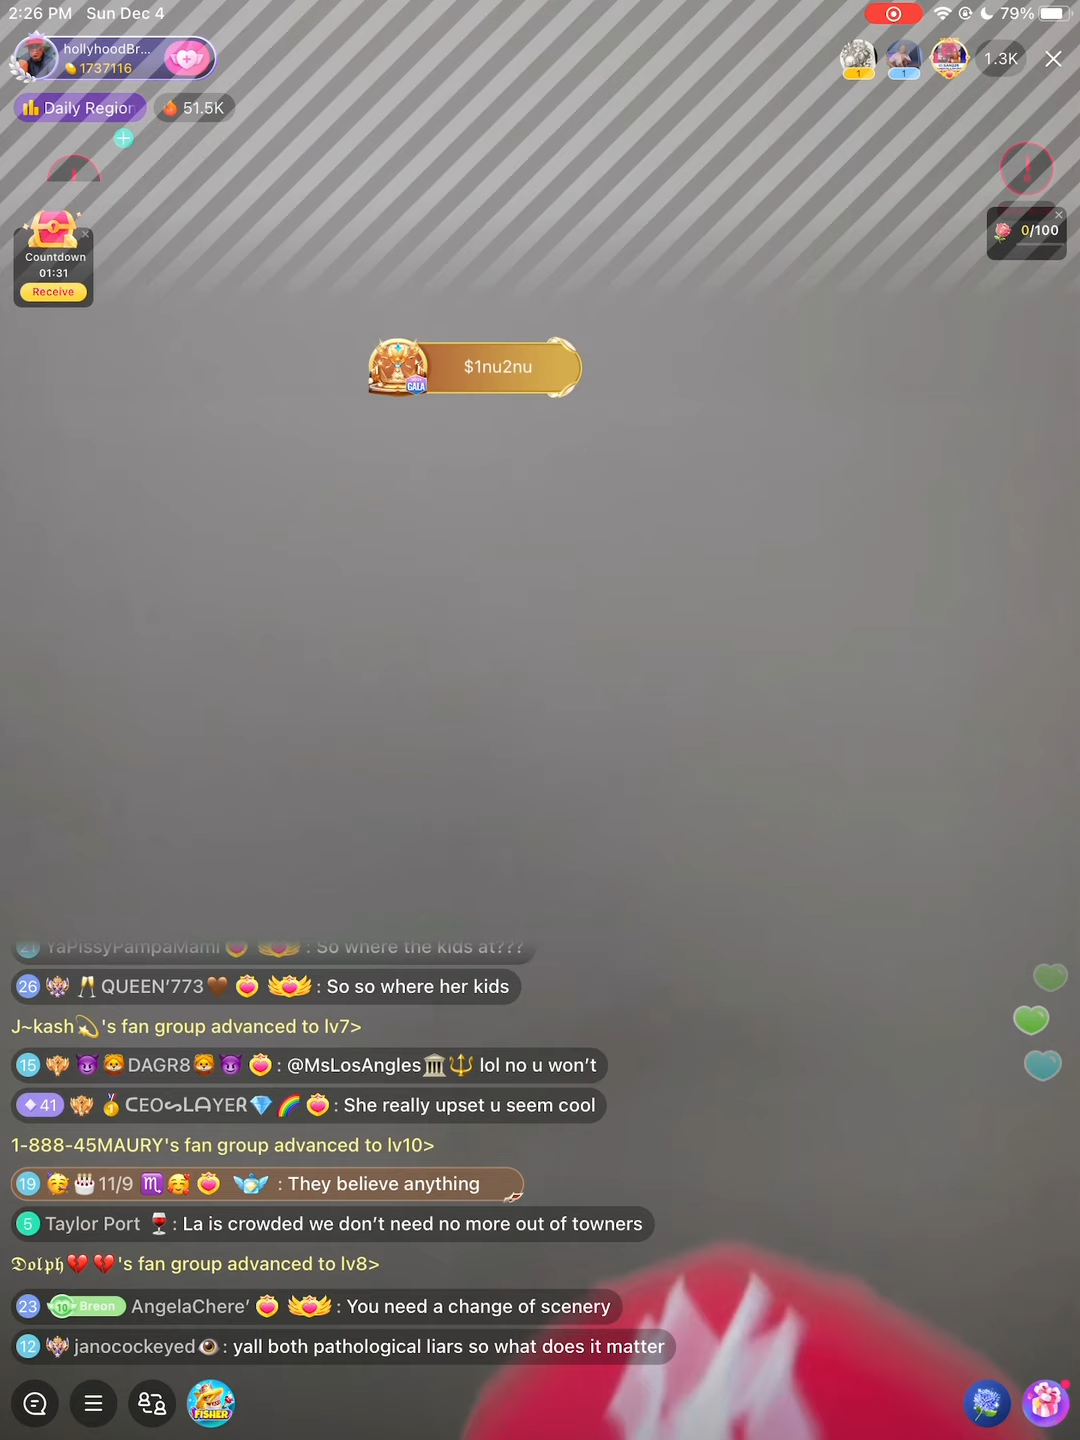 2:26 PM Sun Dec 4 79%
hollyhoodBr... 1.3K
1737116
Daily Region 51.5K
0/100
Countdown
01:31
Receive
$1nu2nu
GALA
21 YaPissyPampaMami : So where the kids at???
26 QUEEN'773🤎 : So so where her kids
J~kash💫's fan group advanced to lv7>
15 😈🦁DAGR8🦁😈 : @MsLosAngles🏛️🔱 lol no u won't
41 🏅ᑕEOᔕLᗩYER💎🌈 : She really upset u seem cool
1-888-45MAURY's fan group advanced to lv10>
19 🥳🎂11/9 ♏🥰 : They believe anything
5 Taylor Port 🍷: La is crowded we don't need no more out of towners
𝕯𝖔𝖑𝖕𝖍💔💔's fan group advanced to lv8>
23 10 Breon AngelaChere' : You need a change of scenery
12 janocockeyed👁️: yall both pathological liars so what does it matter
FISHER